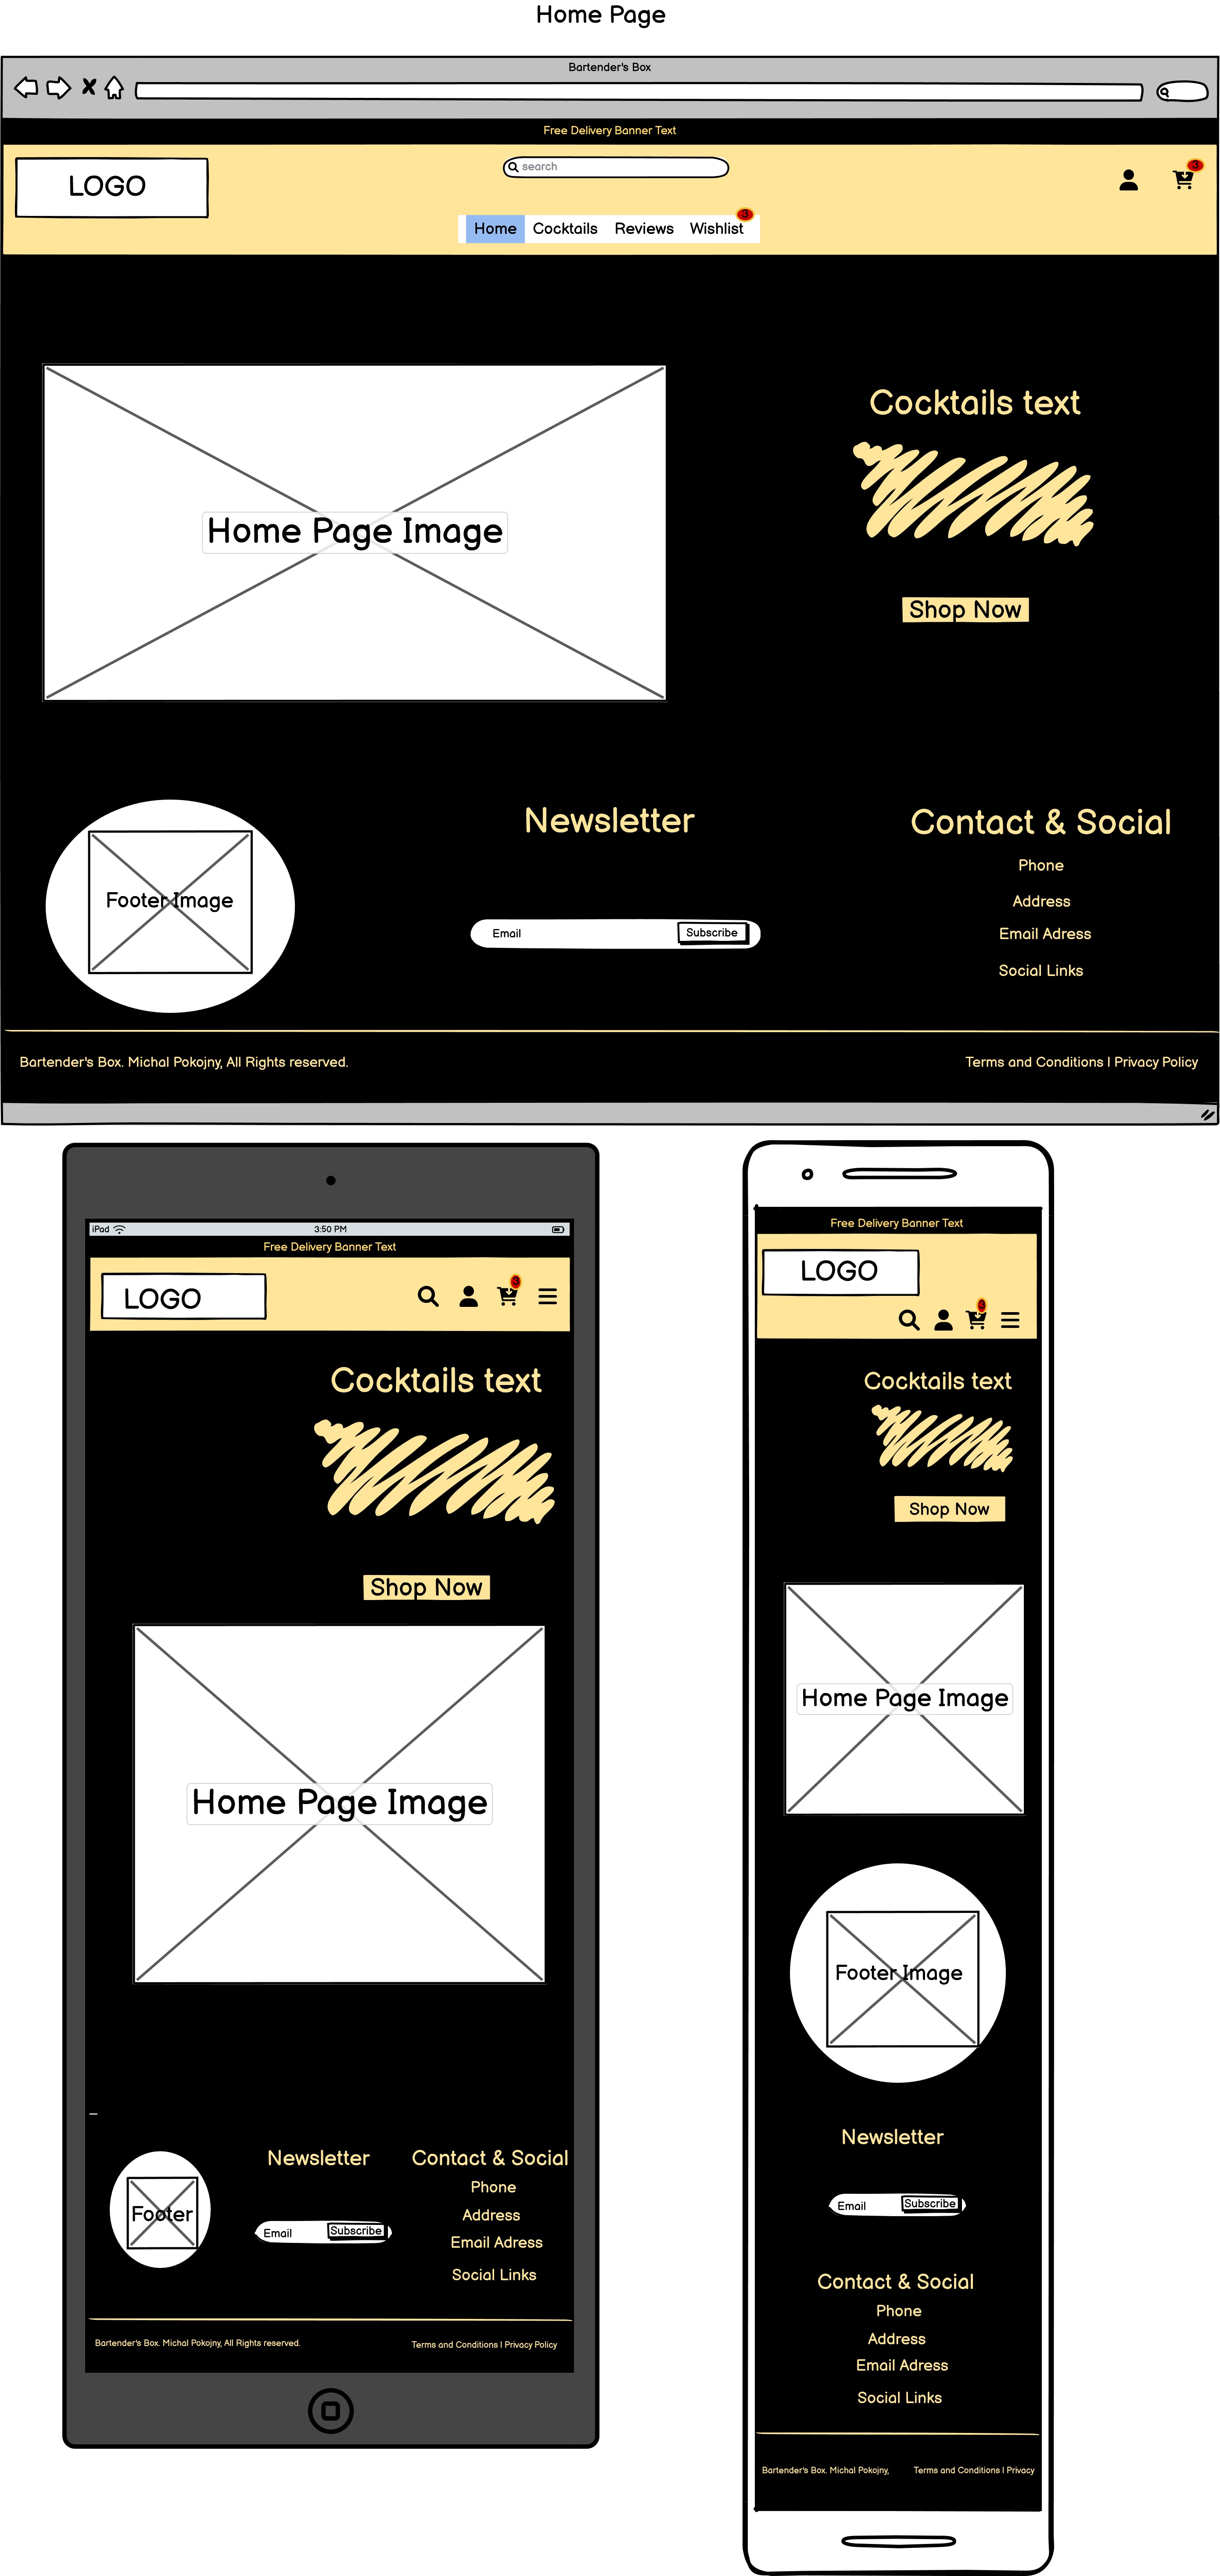 Home Page
Bartender's Box
Free Delivery Banner Text
LOGO
search
3
3
Home Cocktails Reviews Wishlist
Cocktails text
Home Page Image
Shop Now
Newsletter
Contact & Social
Phone
Footer Image
Address
Email Subscribe
Email Adress
Social Links
Bartender's Box. Michal Pokojny, All Rights reserved.
Terms and Conditions | Privacy Policy
iPad 3:50 PM
Free Delivery Banner Text
LOGO
3
Cocktails text
Shop Now
Home Page Image
Newsletter
Contact & Social
Phone
Footer
Address
Email Subscribe
Email Adress
Social Links
Bartender's Box. Michal Pokojny, All Rights reserved.
Terms and Conditions | Privacy Policy
Free Delivery Banner Text
LOGO
3
Cocktails text
Shop Now
Home Page Image
Footer Image
Newsletter
Email Subscribe
Contact & Social
Phone
Address
Email Adress
Social Links
Bartender's Box. Michal Pokojny,
Terms and Conditions | Privacy